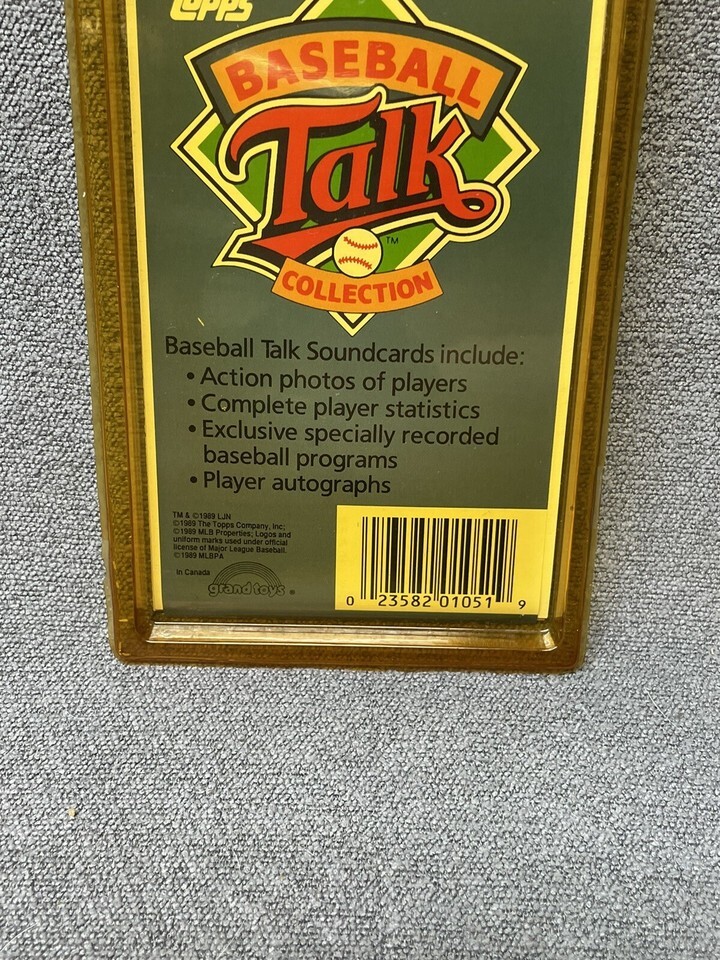 Topps
BASEBALL
Talk
TM
COLLECTION
Baseball Talk Soundcards include:
• Action photos of players
• Complete player statistics
• Exclusive specially recorded
baseball programs
• Player autographs
TM & ©1989 LJN
©1989 The Topps Company, Inc;
©1989 MLB Properties; Logos and
uniform marks used under official
license of Major League Baseball.
©1989 MLBPA
In Canada
grand toys ®
0 23582 01051 9